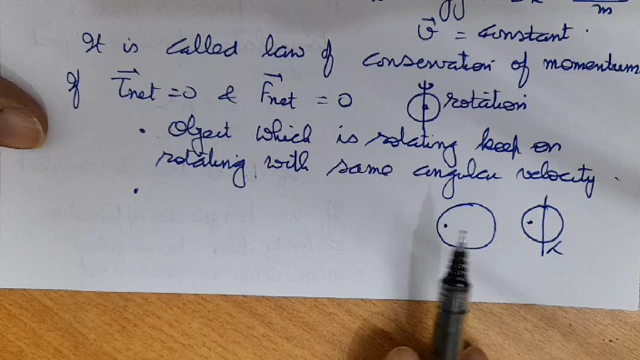 m
v⃗ = constant.
It is called law of conservation of momentum
If τ⃗net = 0 & F⃗net = 0 rotation
• Object which is rotating keep on
rotating with same angular velocity.
•